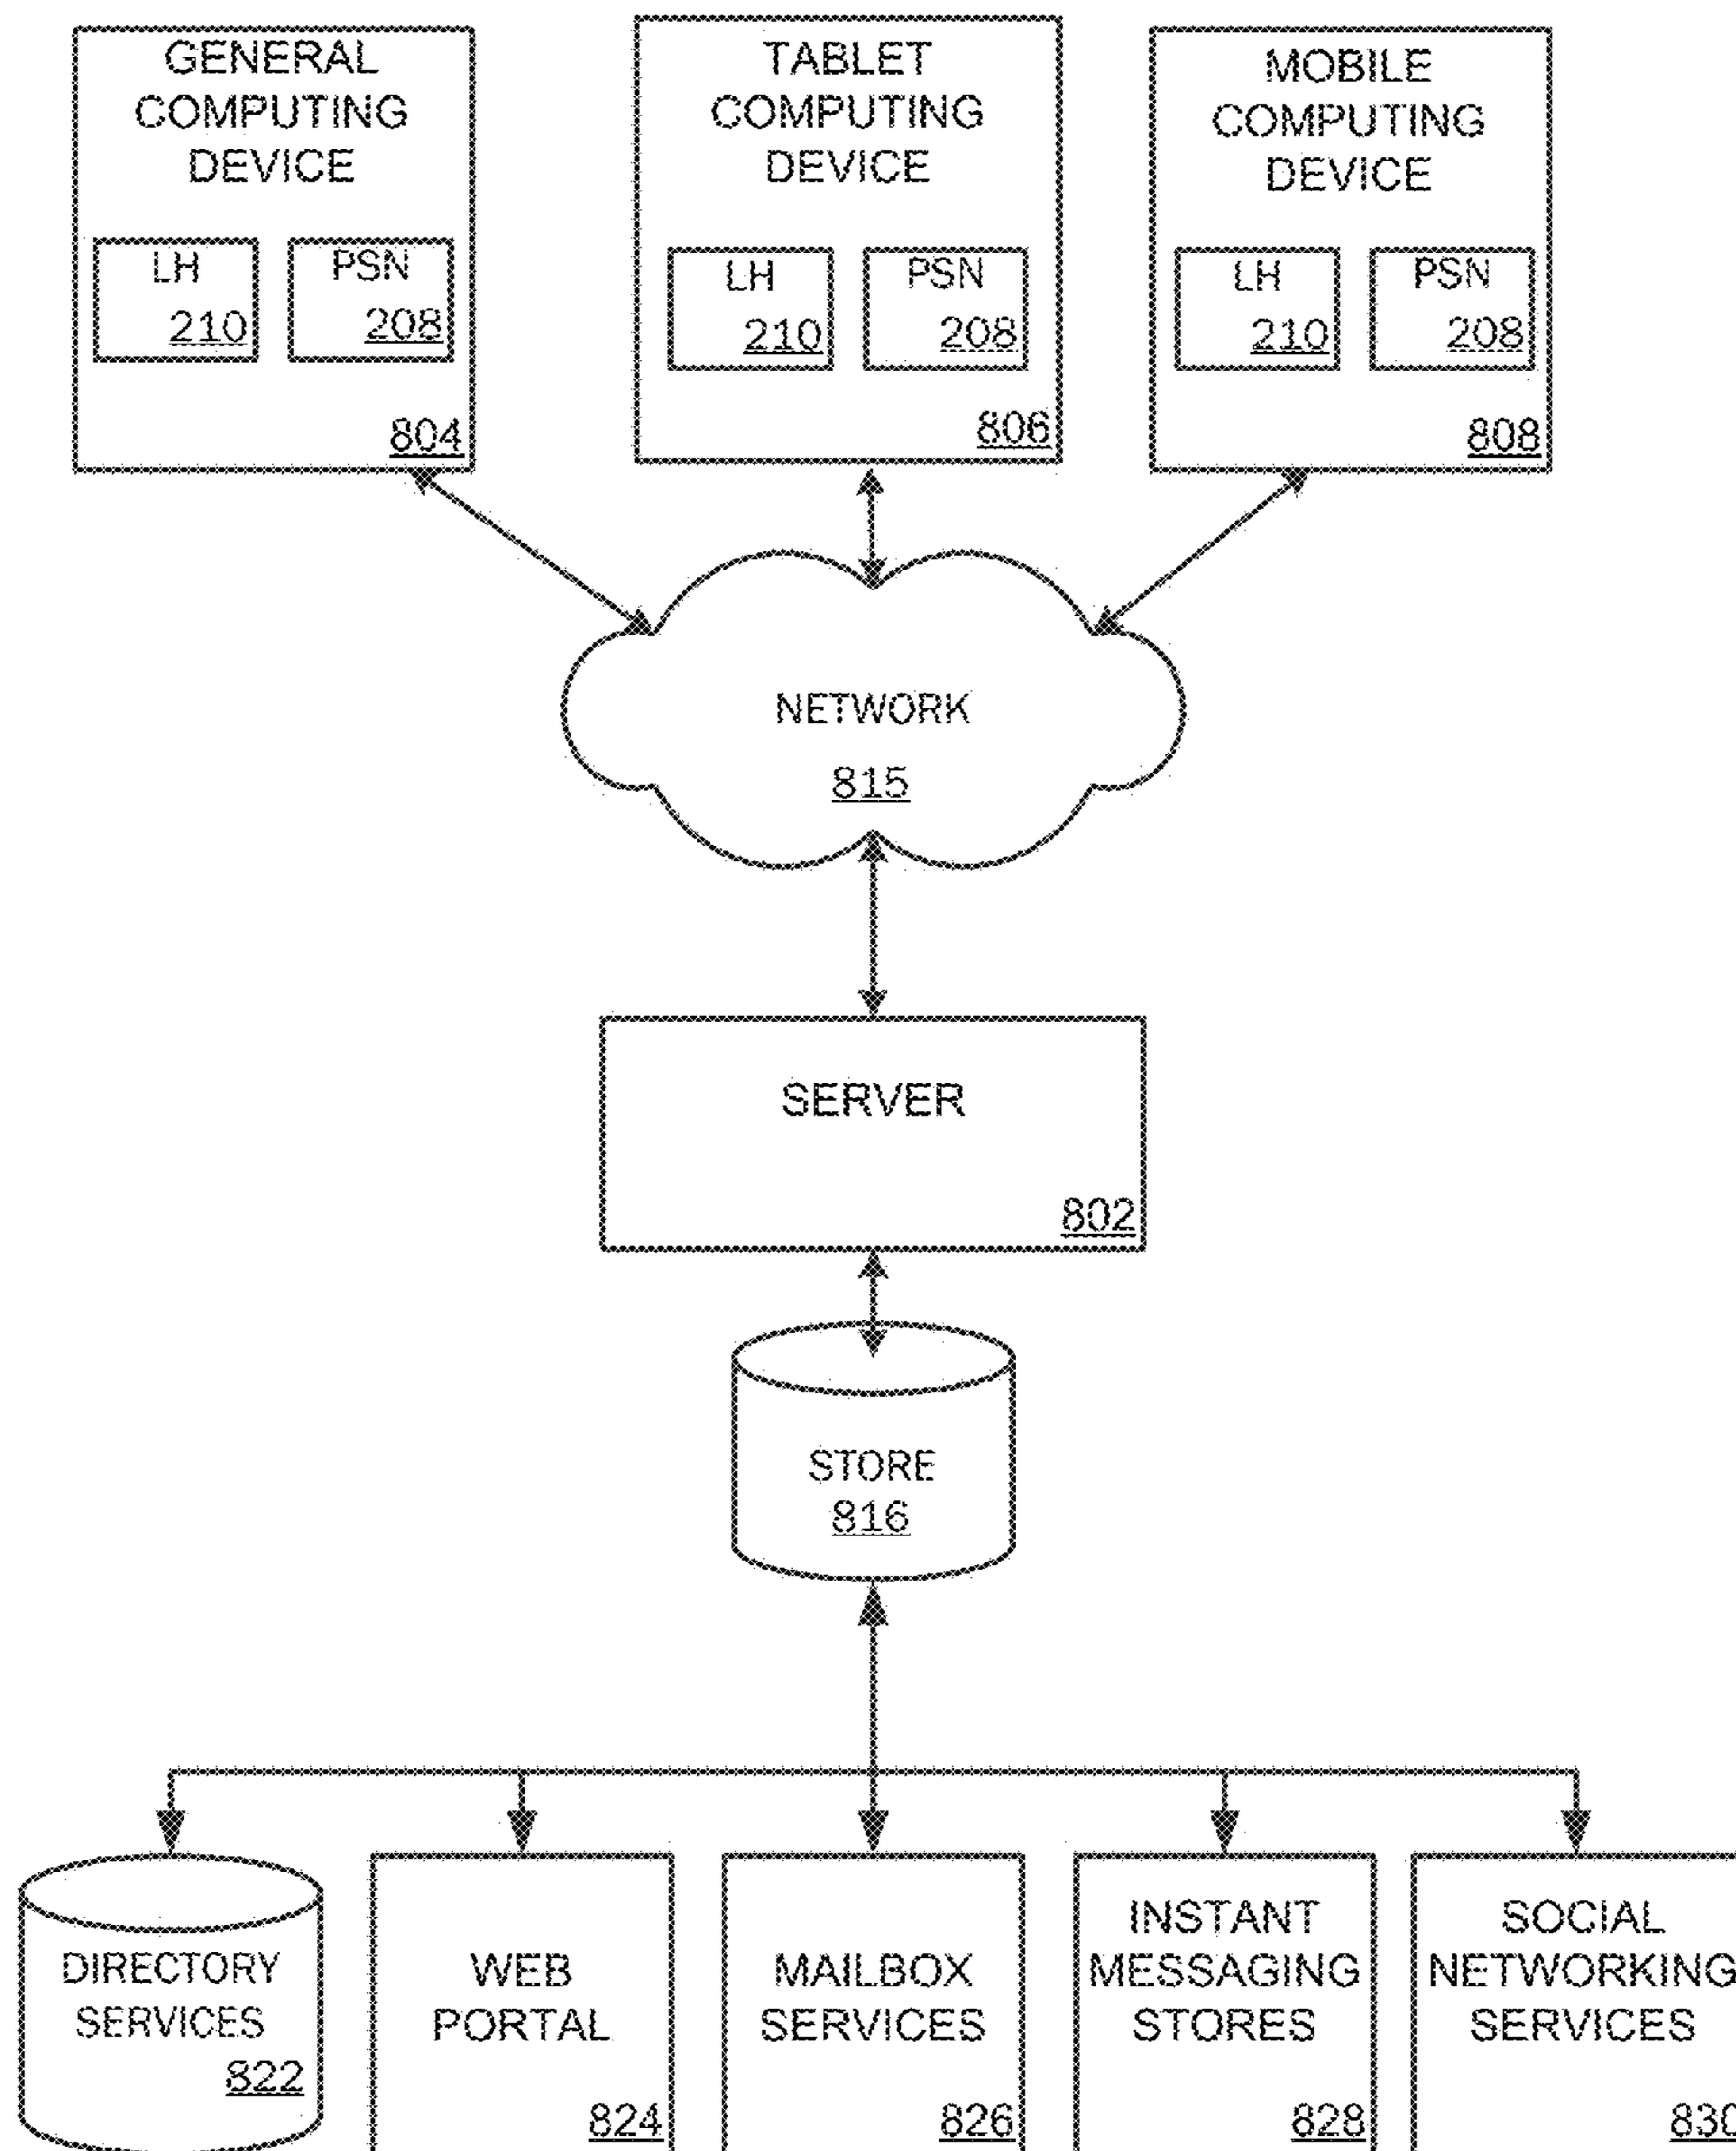 GENERAL
COMPUTING
DEVICE
LH
210
PSN
208
804
TABLET
COMPUTING
DEVICE
LH
210
PSN
208
806
MOBILE
COMPUTING
DEVICE
LH
210
PSN
208
808
NETWORK
815
SERVER
802
STORE
816
DIRECTORY
SERVICES
822
WEB
PORTAL
824
MAILBOX
SERVICES
826
INSTANT
MESSAGING
STORES
828
SOCIAL
NETWORKING
SERVICES
830